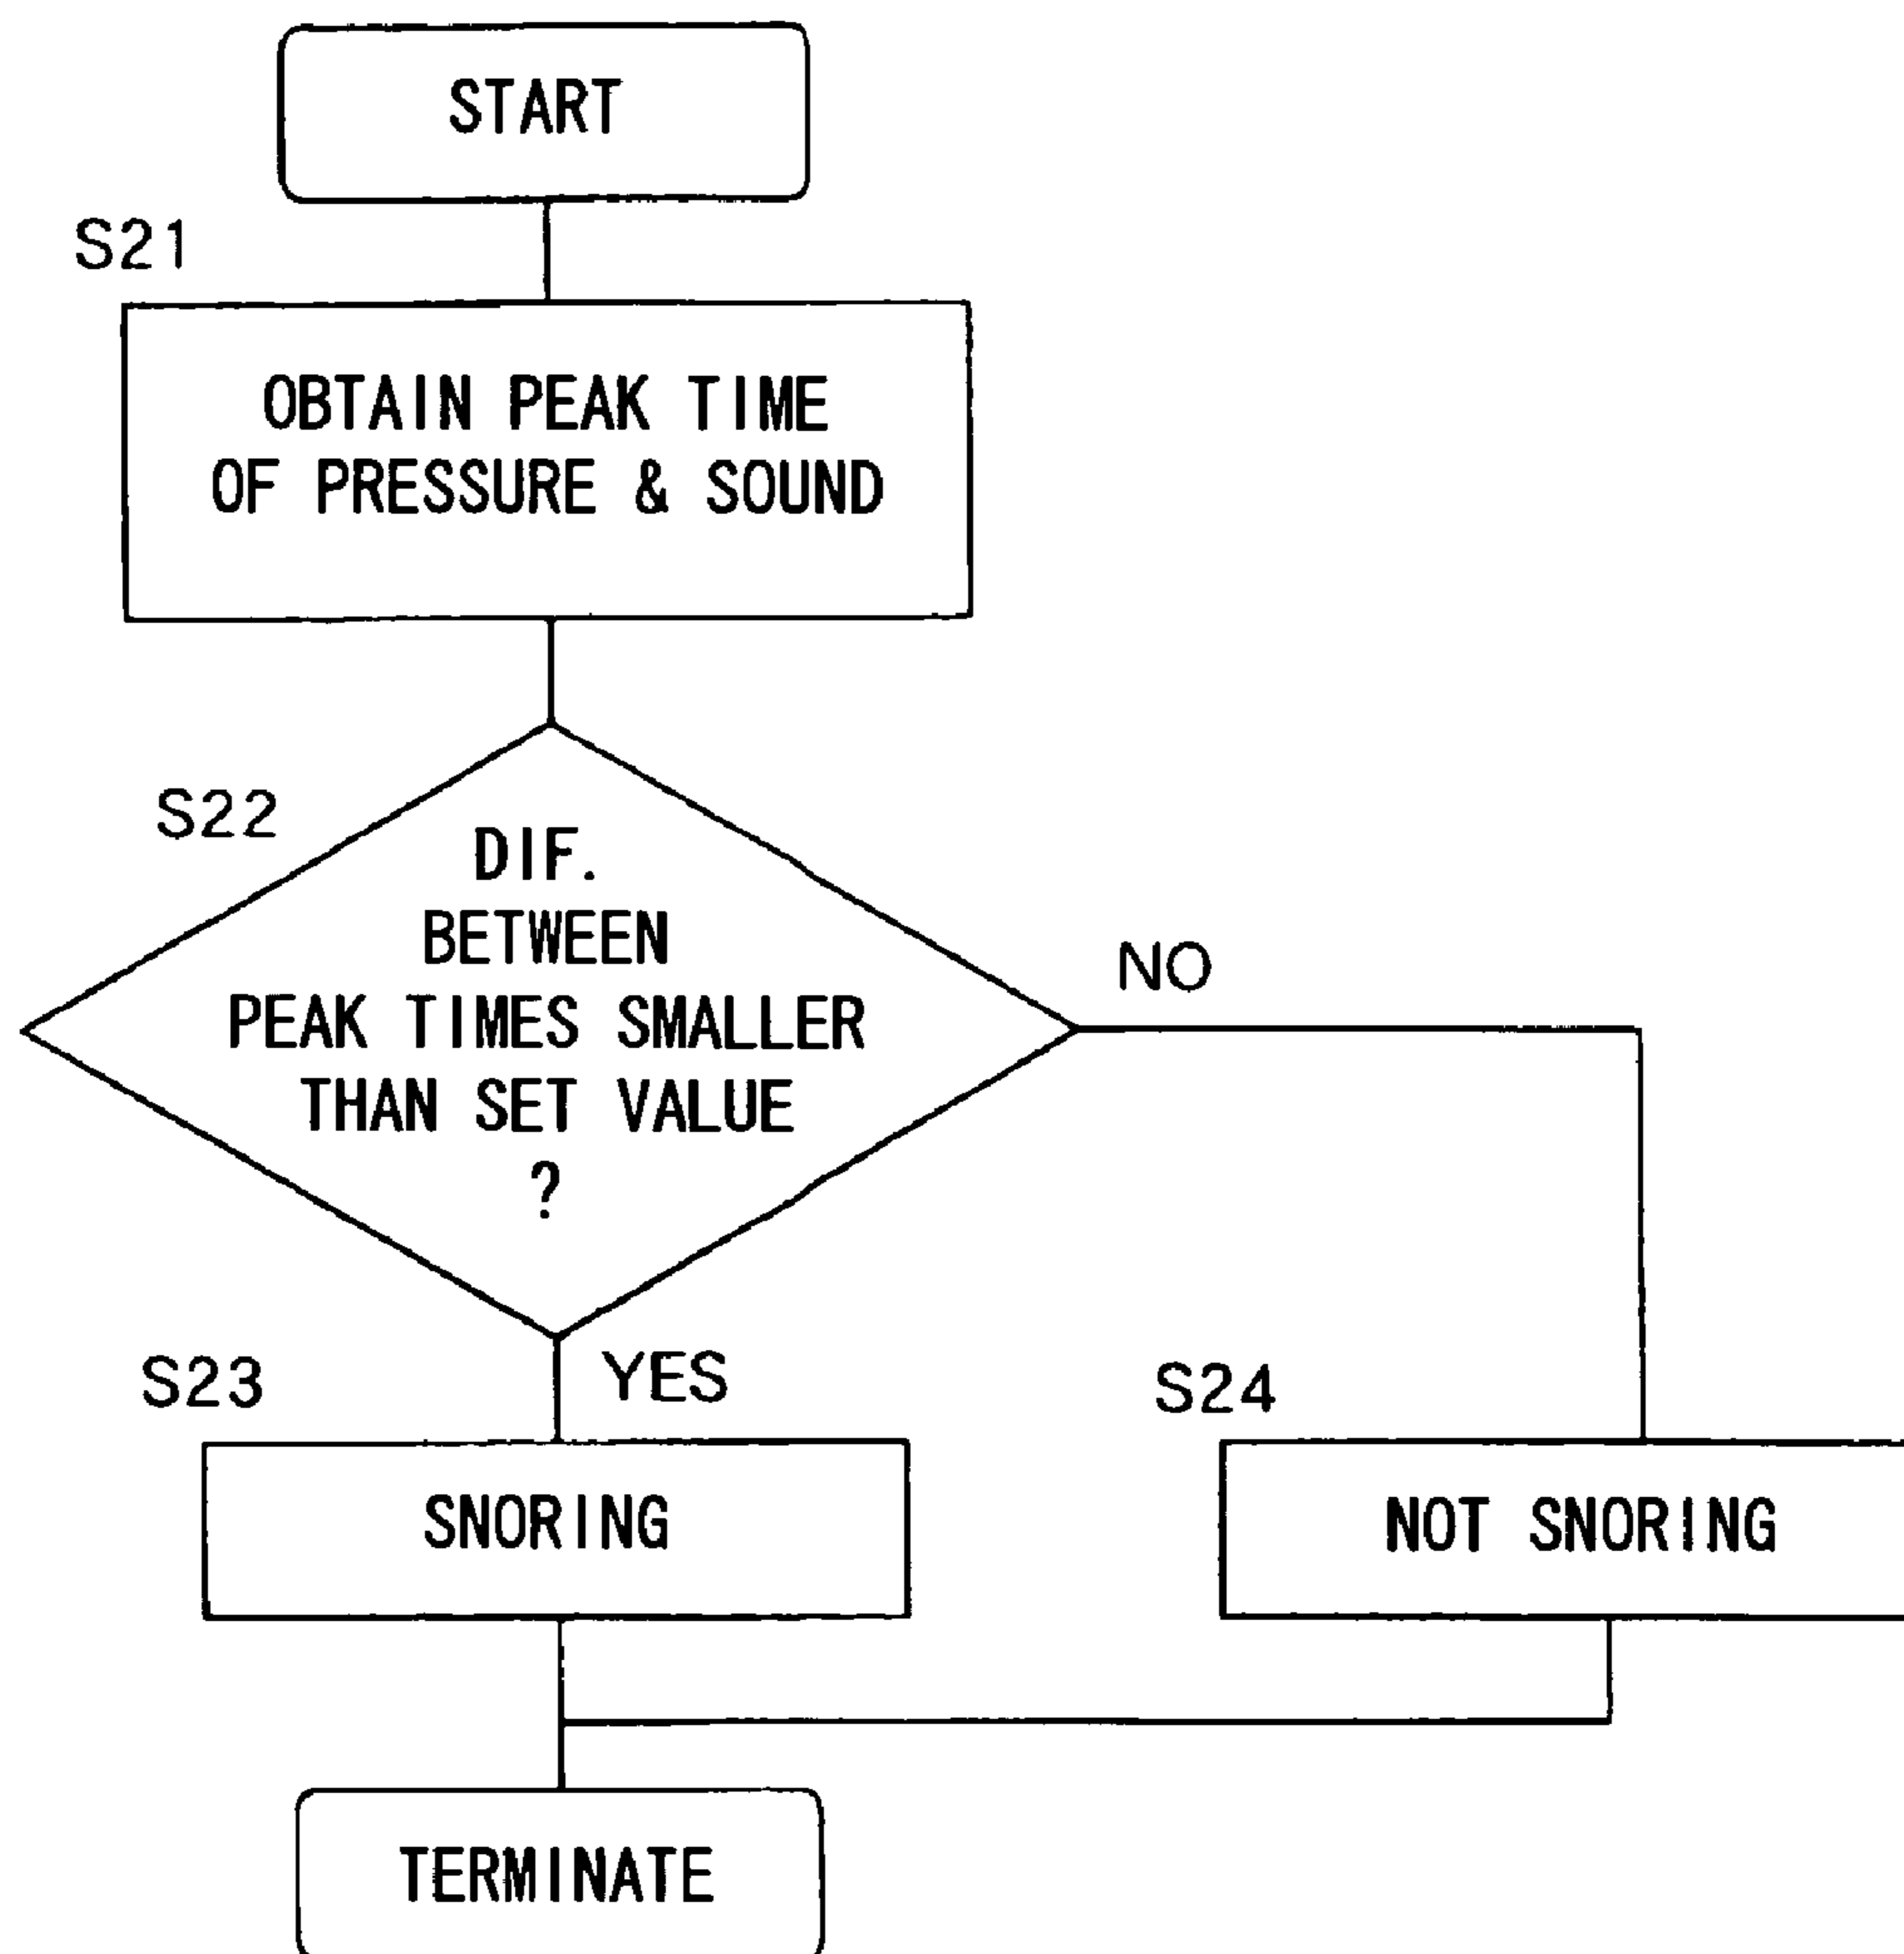 START
S21
OBTAIN PEAK TIME
OF PRESSURE & SOUND
S22
DIF.
BETWEEN
PEAK TIMES SMALLER
THAN SET VALUE
?
NO
YES
S23
SNORING
S24
NOT SNORING
TERMINATE